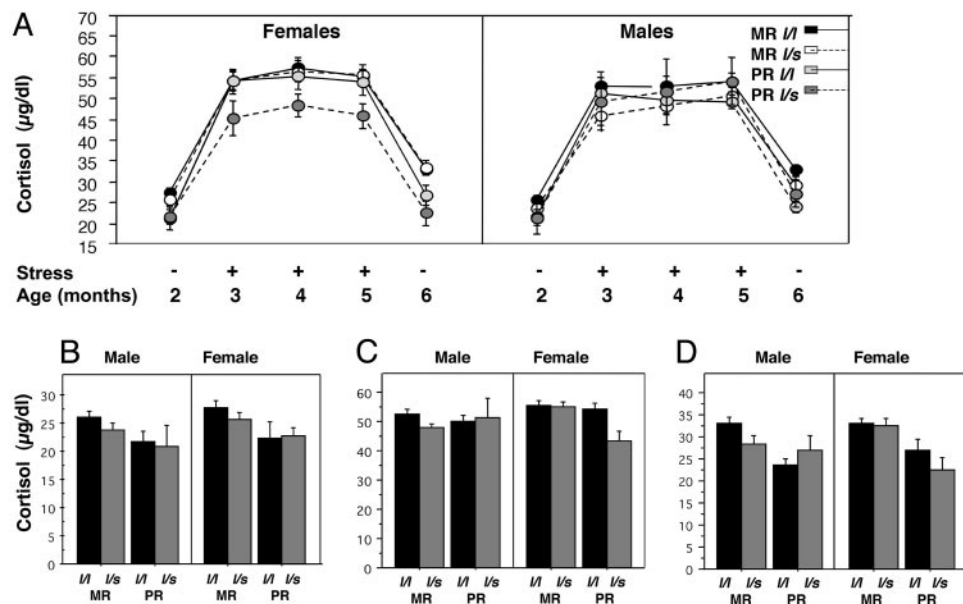 A
Females
Males
MR l/l
MR l/s
PR l/l
PR l/s
Cortisol (µg/dl)
70
65
60
55
50
45
40
35
30
25
20
15
Stress - + + + - - + + + -
Age (months) 2 3 4 5 6 2 3 4 5 6
B
Male Female
Cortisol (µg/dl)
30
25
20
15
10
5
0
l/l l/s l/l l/s l/l l/s l/l l/s
MR PR MR PR
C
Male Female
60
50
40
30
20
10
0
l/l l/s l/l l/s l/l l/s l/l l/s
MR PR MR PR
D
Male Female
40
35
30
25
20
15
10
5
0
l/l l/s l/l l/s l/l l/s l/l l/s
MR PR MR PR